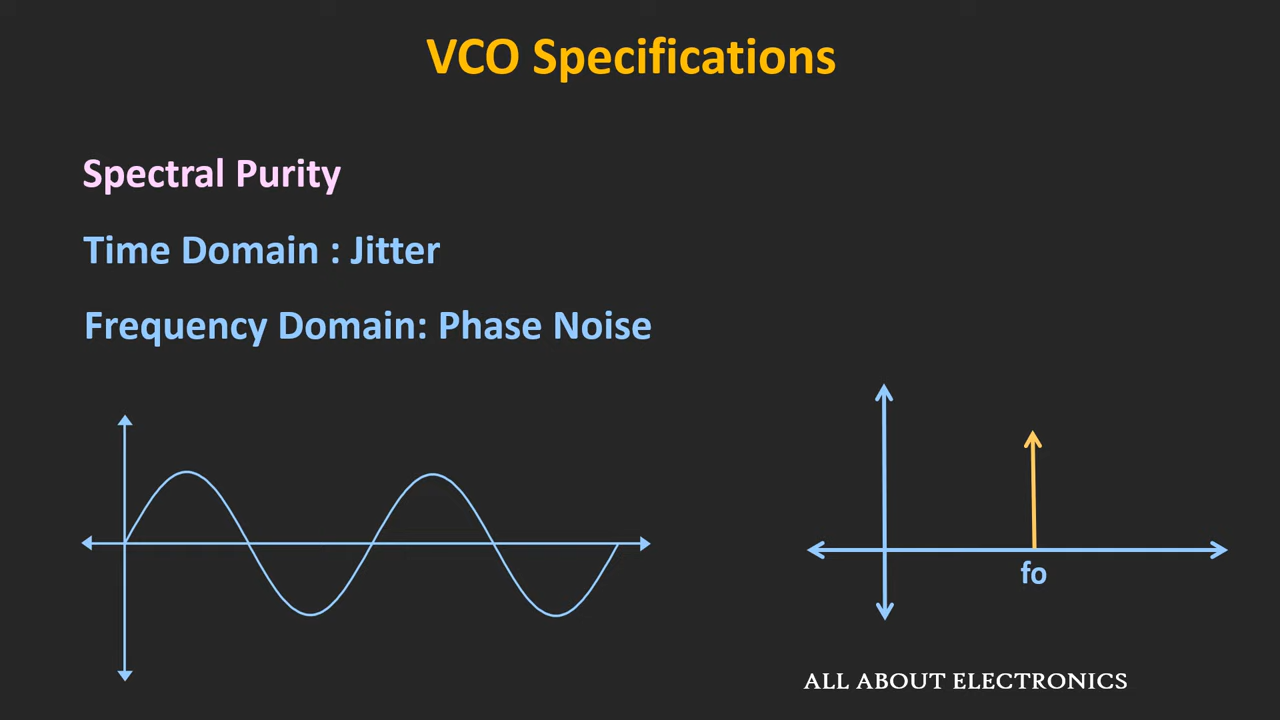 VCO Specifications
Spectral Purity
Time Domain : Jitter
Frequency Domain: Phase Noise
fo
ALL ABOUT ELECTRONICS